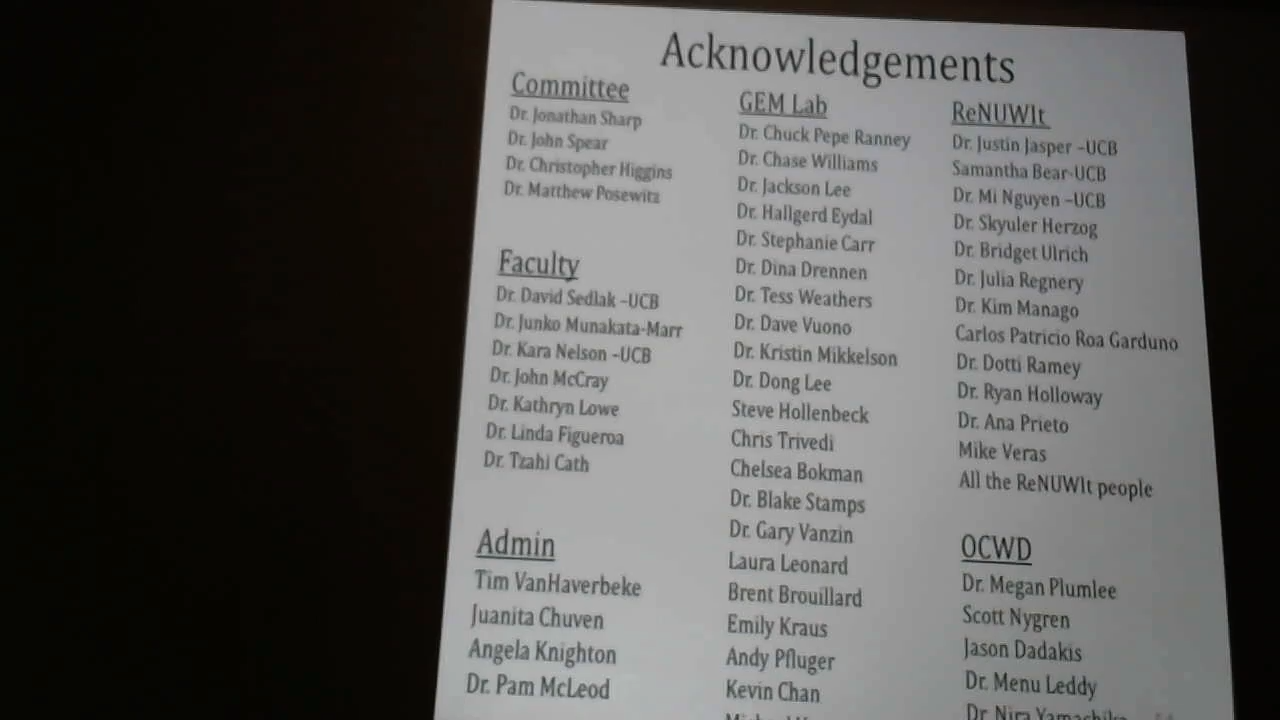 Acknowledgements
Committee
Dr. Jonathan Sharp
Dr. John Spear
Dr. Christopher Higgins
Dr. Matthew Posewitz
Faculty
Dr. David Sedlak –UCB
Dr. Junko Munakata-Marr
Dr. Kara Nelson –UCB
Dr. John McCray
Dr. Kathryn Lowe
Dr. Linda Figueroa
Dr. Tzahi Cath
Admin
Tim VanHaverbeke
Juanita Chuven
Angela Knighton
Dr. Pam McLeod
GEM Lab
Dr. Chuck Pepe Ranney
Dr. Chase Williams
Dr. Jackson Lee
Dr. Hallgerd Eydal
Dr. Stephanie Carr
Dr. Dina Drennen
Dr. Tess Weathers
Dr. Dave Vuono
Dr. Kristin Mikkelson
Dr. Dong Lee
Steve Hollenbeck
Chris Trivedi
Chelsea Bokman
Dr. Blake Stamps
Dr. Gary Vanzin
Laura Leonard
Brent Brouillard
Emily Kraus
Andy Pfluger
Kevin Chan
ReNUWIt
Dr. Justin Jasper –UCB
Samantha Bear-UCB
Dr. Mi Nguyen –UCB
Dr. Skyuler Herzog
Dr. Bridget Ulrich
Dr. Julia Regnery
Dr. Kim Manago
Carlos Patricio Roa Garduno
Dr. Dotti Ramey
Dr. Ryan Holloway
Dr. Ana Prieto
Mike Veras
All the ReNUWIt people
OCWD
Dr. Megan Plumlee
Scott Nygren
Jason Dadakis
Dr. Menu Leddy
Dr. Nira